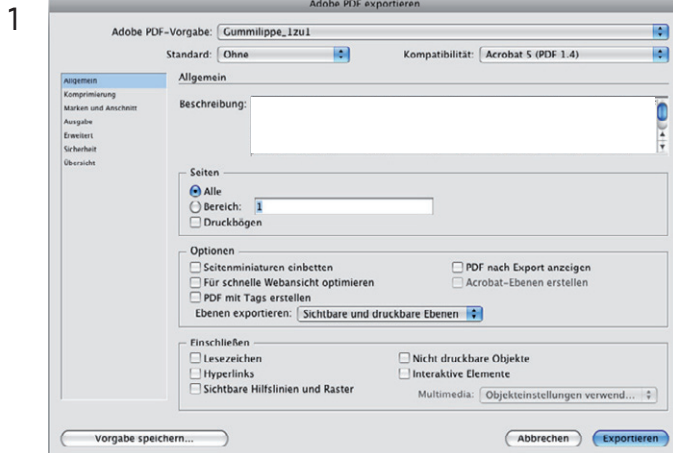 1
Adobe PDF exportieren
Adobe PDF-Vorgabe: Gummilippe_1zu1
Standard: Ohne Kompatibilität: Acrobat 5 (PDF 1.4)
Allgemein
Komprimierung
Marken und Anschnitt
Ausgabe
Erweitert
Sicherheit
Übersicht
Allgemein
Beschreibung:
Seiten
Alle
Bereich: 1
Druckbögen
Optionen
Seitenminiaturen einbetten PDF nach Export anzeigen
Für schnelle Webansicht optimieren Acrobat-Ebenen erstellen
PDF mit Tags erstellen
Ebenen exportieren: Sichtbare und druckbare Ebenen
Einschließen
Lesezeichen Nicht druckbare Objekte
Hyperlinks Interaktive Elemente
Sichtbare Hilfslinien und Raster Multimedia: Objekteinstellungen verwend...
Vorgabe speichern... Abbrechen Exportieren